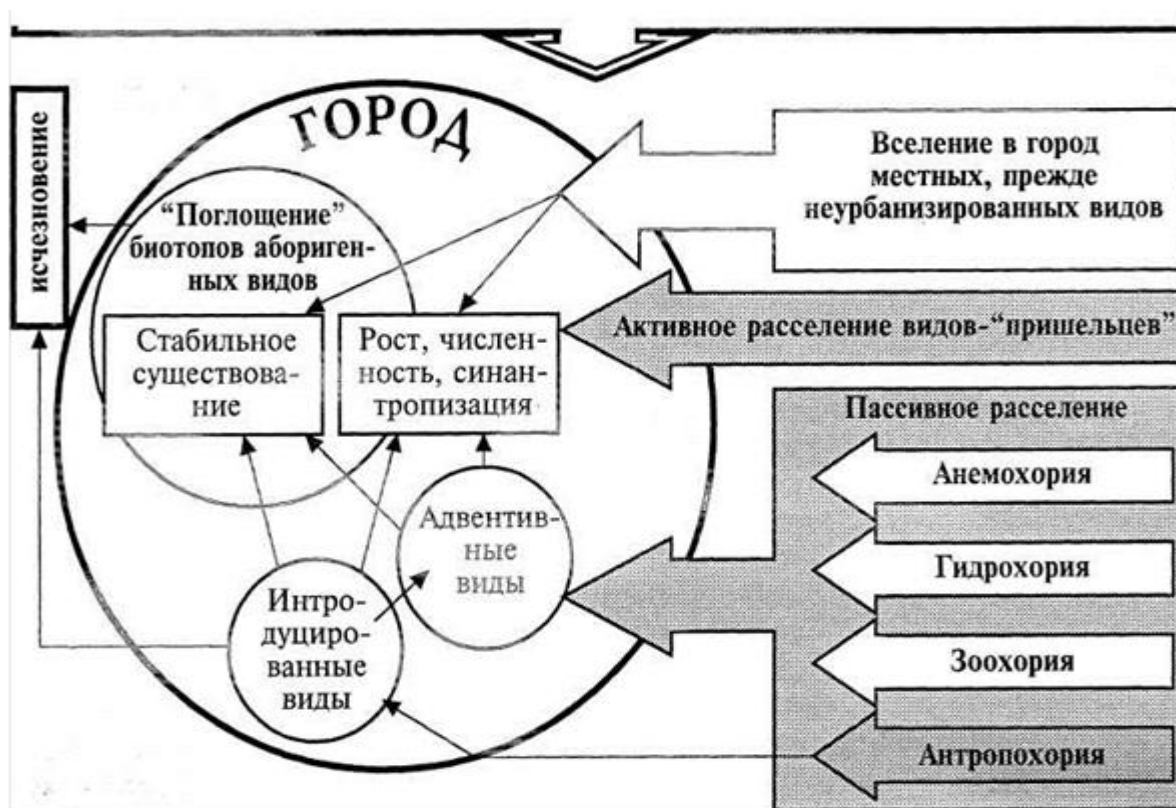 ГОРОД
исчезновение
“Поглощение”
биотопов абориген-
ных видов
Стабильное
существова-
ние
Рост, числен-
ность, синан-
тропизация
Адвентив-
ные
виды
Интро-
дуциро-
ванные
виды
Вселение в город
местных, прежде
неурбанизированных видов
Активное расселение видов-“пришельцев”
Пассивное расселение
Анемохория
Гидрохория
Зоохория
Антропохория